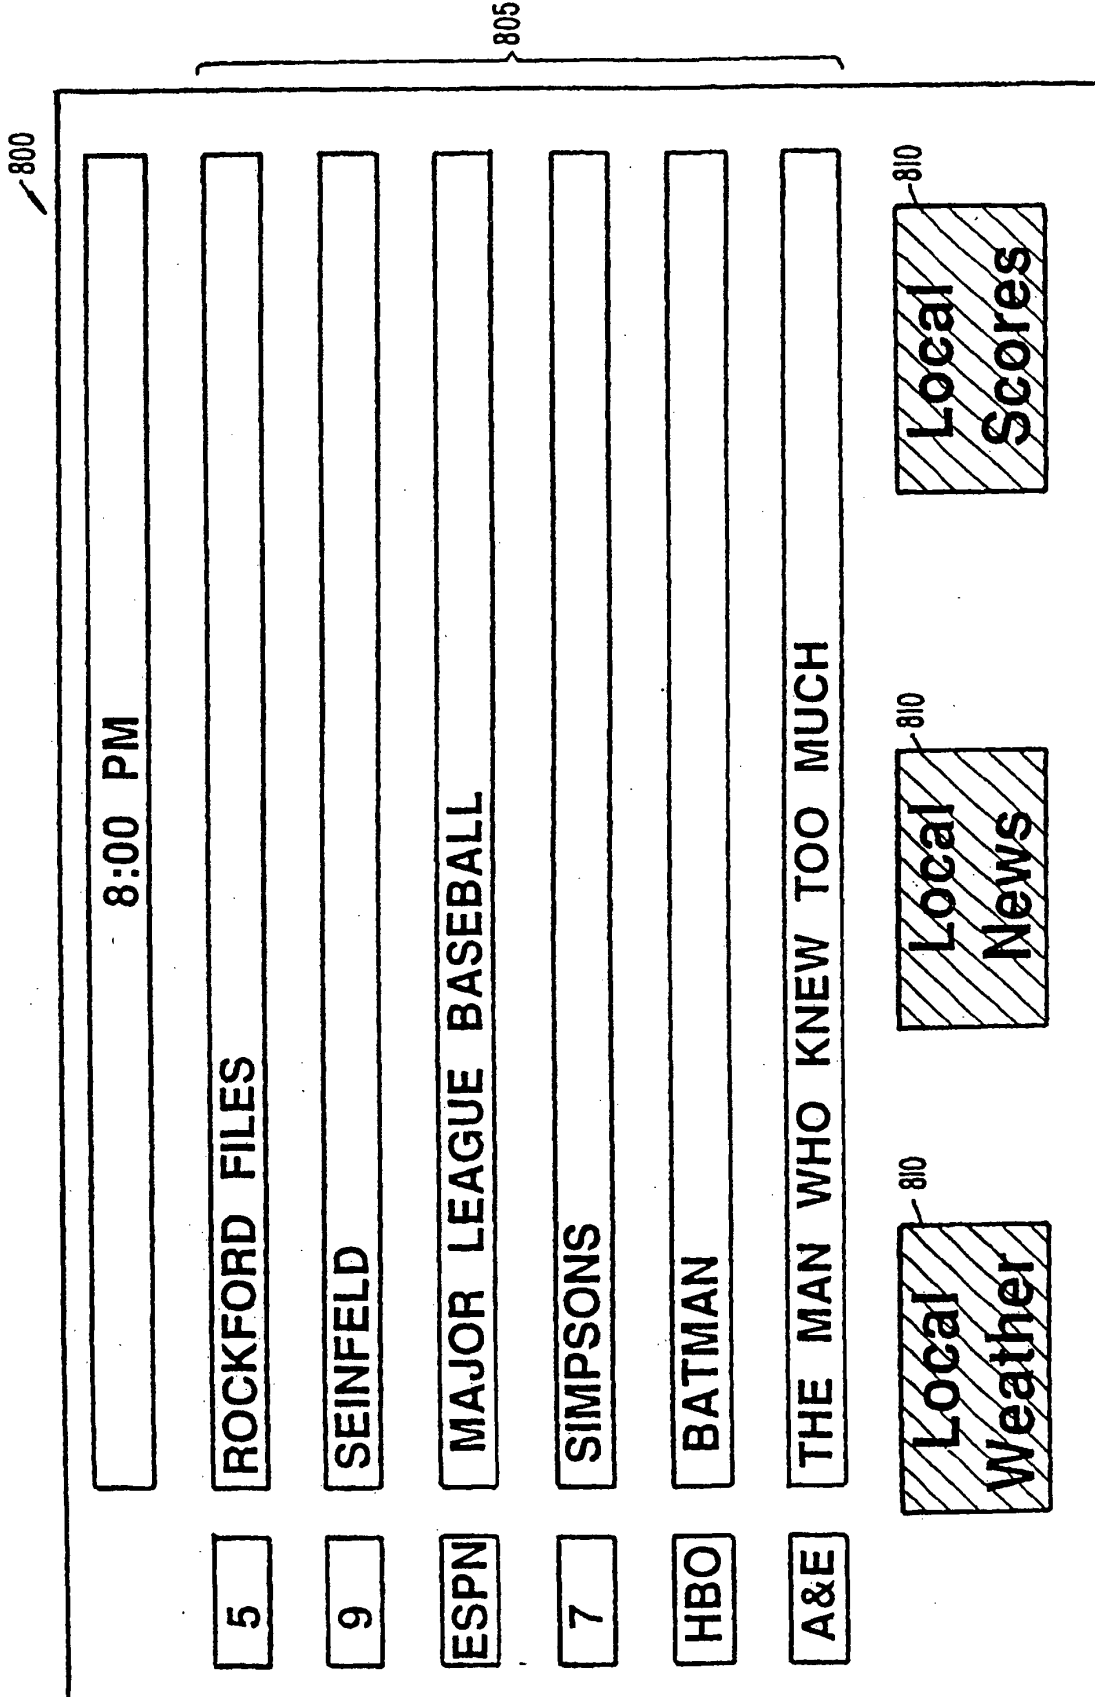 800
8:00 PM
5 ROCKFORD FILES
9 SEINFELD
ESPN MAJOR LEAGUE BASEBALL
7 SIMPSONS
HBO BATMAN
A&E THE MAN WHO KNEW TOO MUCH
805
810
810
810
Local
Weather
Local
News
Local
Scores